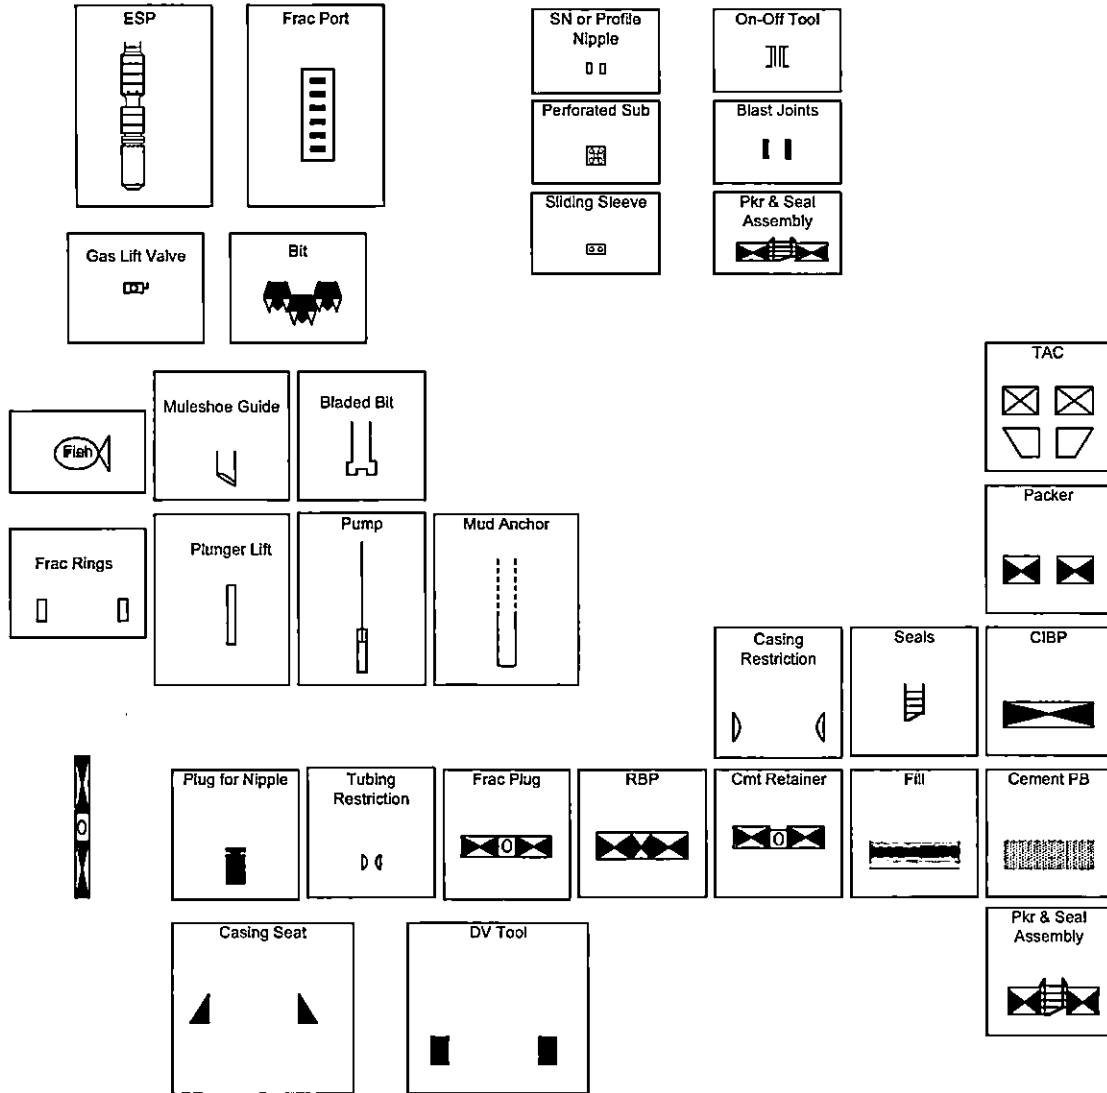 ESP
Frac Port
SN or Profile
Nipple
On-Off Tool
Perforated Sub
Blast Joints
Sliding Sleeve
Pkr & Seal
Assembly
Gas Lift Valve
Bit
TAC
Muleshoe Guide
Bladed Bit
Fish
Packer
Frac Rings
Plunger Lift
Pump
Mud Anchor
Casing
Restriction
Seals
CIBP
Plug for Nipple
Tubing
Restriction
Frac Plug
RBP
Cmt Retainer
Fill
Cement PB
Pkr & Seal
Assembly
Casing Seat
DV Tool